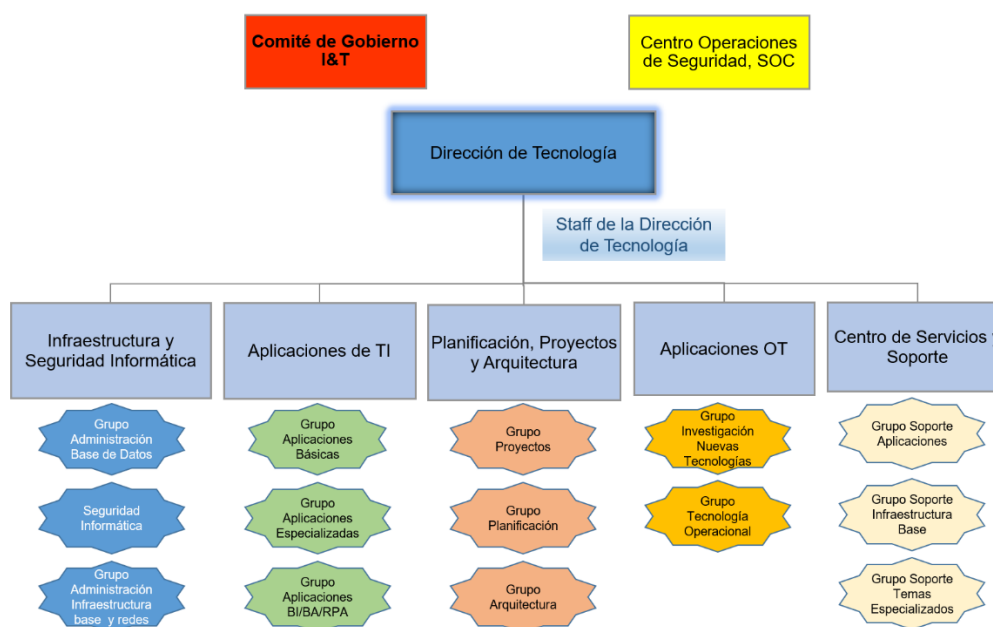 Comité de Gobierno
I&T
Centro Operaciones
de Seguridad, SOC
Dirección de Tecnología
Staff de la Dirección
de Tecnología
Infraestructura y
Seguridad Informática
Aplicaciones de TI
Planificación, Proyectos
y Arquitectura
Aplicaciones OT
Centro de Servicios y
Soporte
Grupo
Administración
Base de Datos
Grupo
Aplicaciones
Básicas
Grupo
Proyectos
Grupo
Investigación
Nuevas
Tecnologías
Grupo Soporte
Aplicaciones
Seguridad
Informática
Grupo
Aplicaciones
Especializadas
Grupo
Planificación
Grupo
Tecnología
Operacional
Grupo Soporte
Infraestructura
Base
Grupo
Administración
Infraestructura
base y redes
Grupo
Aplicaciones
BI/BA/RPA
Grupo
Arquitectura
Grupo Soporte
Temas
Especializados